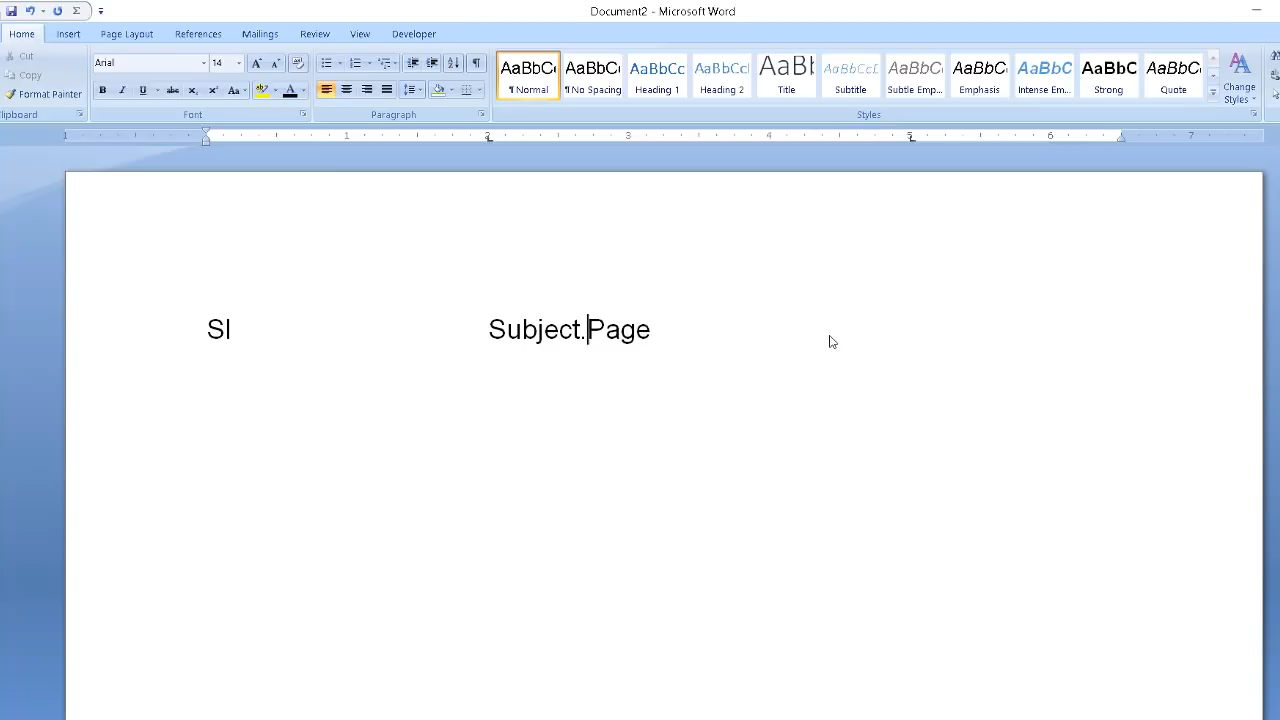 Document2 - Microsoft Word
Home Insert Page Layout References Mailings Review View Developer
Cut
Copy
Format Painter
Arial 14
AaBbCc AaBbCc AaBbCc AaBbCc AaBb AaBbCcD AaBbCc AaBbCc AaBbC AaBbC AaBbCc
¶ Normal ¶ No Spacing Heading 1 Heading 2 Title Subtitle Subtle Emp... Emphasis Intense Em... Strong Quote
Change
Styles
lipboard Font Paragraph Styles
1 1 2 3 4 5 6 7
Sl Subject.Page